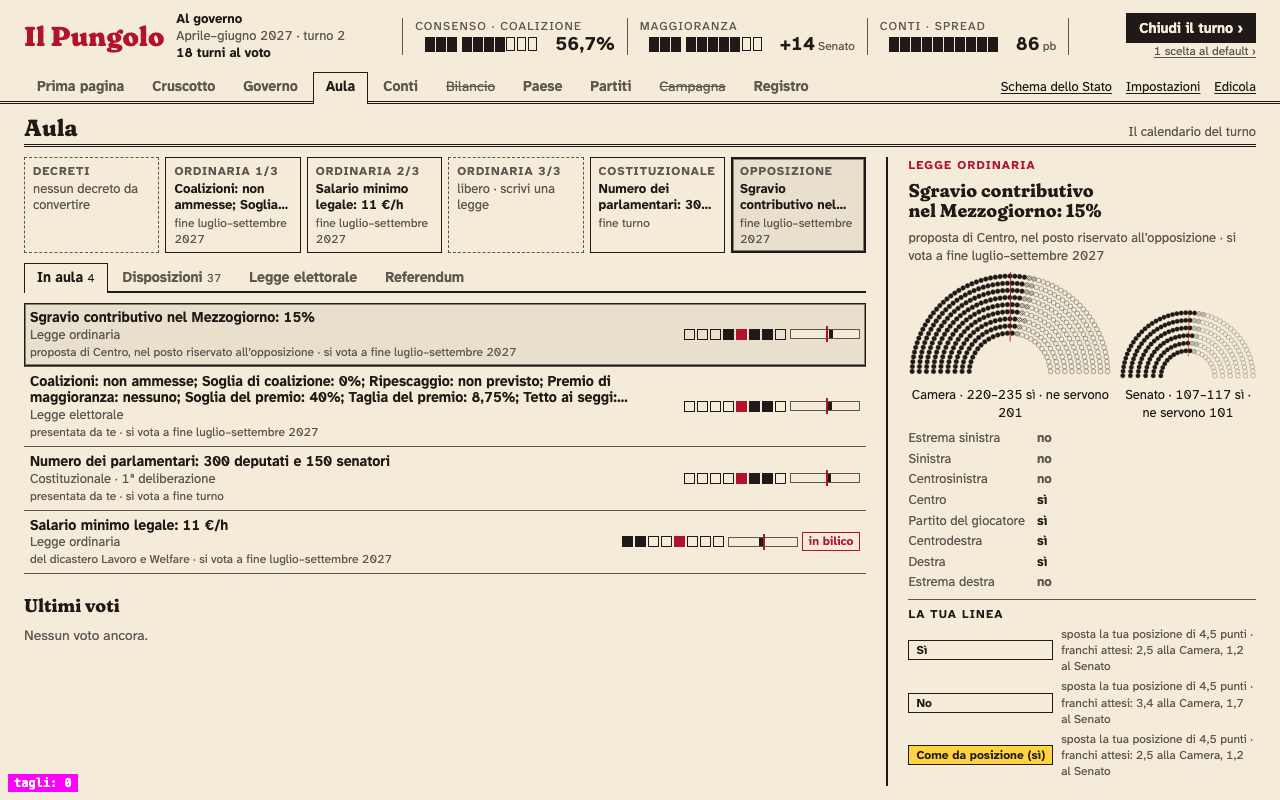 Il Pungolo
Al governo
Aprile–giugno 2027 · turno 2
18 turni al voto
CONSENSO · COALIZIONE
56,7%
MAGGIORANZA
+14 Senato
CONTI · SPREAD
86 pb
Chiudi il turno ›
1 scelta al default ›
Prima pagina
Cruscotto
Governo
Aula
Conti
Bilancio
Paese
Partiti
Campagna
Registro
Schema dello Stato
Impostazioni
Edicola
Aula
Il calendario del turno
DECRETI
nessun decreto da
convertire
ORDINARIA 1/3
Coalizioni: non
ammesse; Soglia...
fine luglio–settembre
2027
ORDINARIA 2/3
Salario minimo
legale: 11 €/h
fine luglio–settembre
2027
ORDINARIA 3/3
libero · scrivi una
legge
COSTITUZIONALE
Numero dei
parlamentari: 30...
fine turno
OPPOSIZIONE
Sgravio
contributivo nel...
fine luglio–settembre
2027
In aula 4
Disposizioni 37
Legge elettorale
Referendum
Sgravio contributivo nel Mezzogiorno: 15%
Legge ordinaria
proposta di Centro, nel posto riservato all’opposizione · si vota a fine luglio–settembre 2027
Coalizioni: non ammesse; Soglia di coalizione: 0%; Ripescaggio: non previsto; Premio di
maggioranza: nessuno; Soglia del premio: 40%; Taglia del premio: 8,75%; Tetto ai seggi:...
Legge elettorale
presentata da te · si vota a fine luglio–settembre 2027
Numero dei parlamentari: 300 deputati e 150 senatori
Costituzionale · 1ª deliberazione
presentata da te · si vota a fine turno
Salario minimo legale: 11 €/h
Legge ordinaria
del dicastero Lavoro e Welfare · si vota a fine luglio–settembre 2027
in bilico
Ultimi voti
Nessun voto ancora.
LEGGE ORDINARIA
Sgravio contributivo
nel Mezzogiorno: 15%
proposta di Centro, nel posto riservato all’opposizione · si
vota a fine luglio–settembre 2027
Camera · 220–235 sì · ne servono
201
Senato · 107–117 sì ·
ne servono 101
Estrema sinistra no
Sinistra no
Centrosinistra no
Centro sì
Partito del giocatore sì
Centrodestra sì
Destra sì
Estrema destra no
LA TUA LINEA
Sì
sposta la tua posizione di 4,5 punti ·
franchi attesi: 2,5 alla Camera, 1,2
al Senato
No
sposta la tua posizione di 4,5 punti ·
franchi attesi: 3,4 alla Camera, 1,7
al Senato
Come da posizione (sì)
sposta la tua posizione di 4,5 punti ·
franchi attesi: 2,5 alla Camera, 1,2
al Senato
tagli: 0